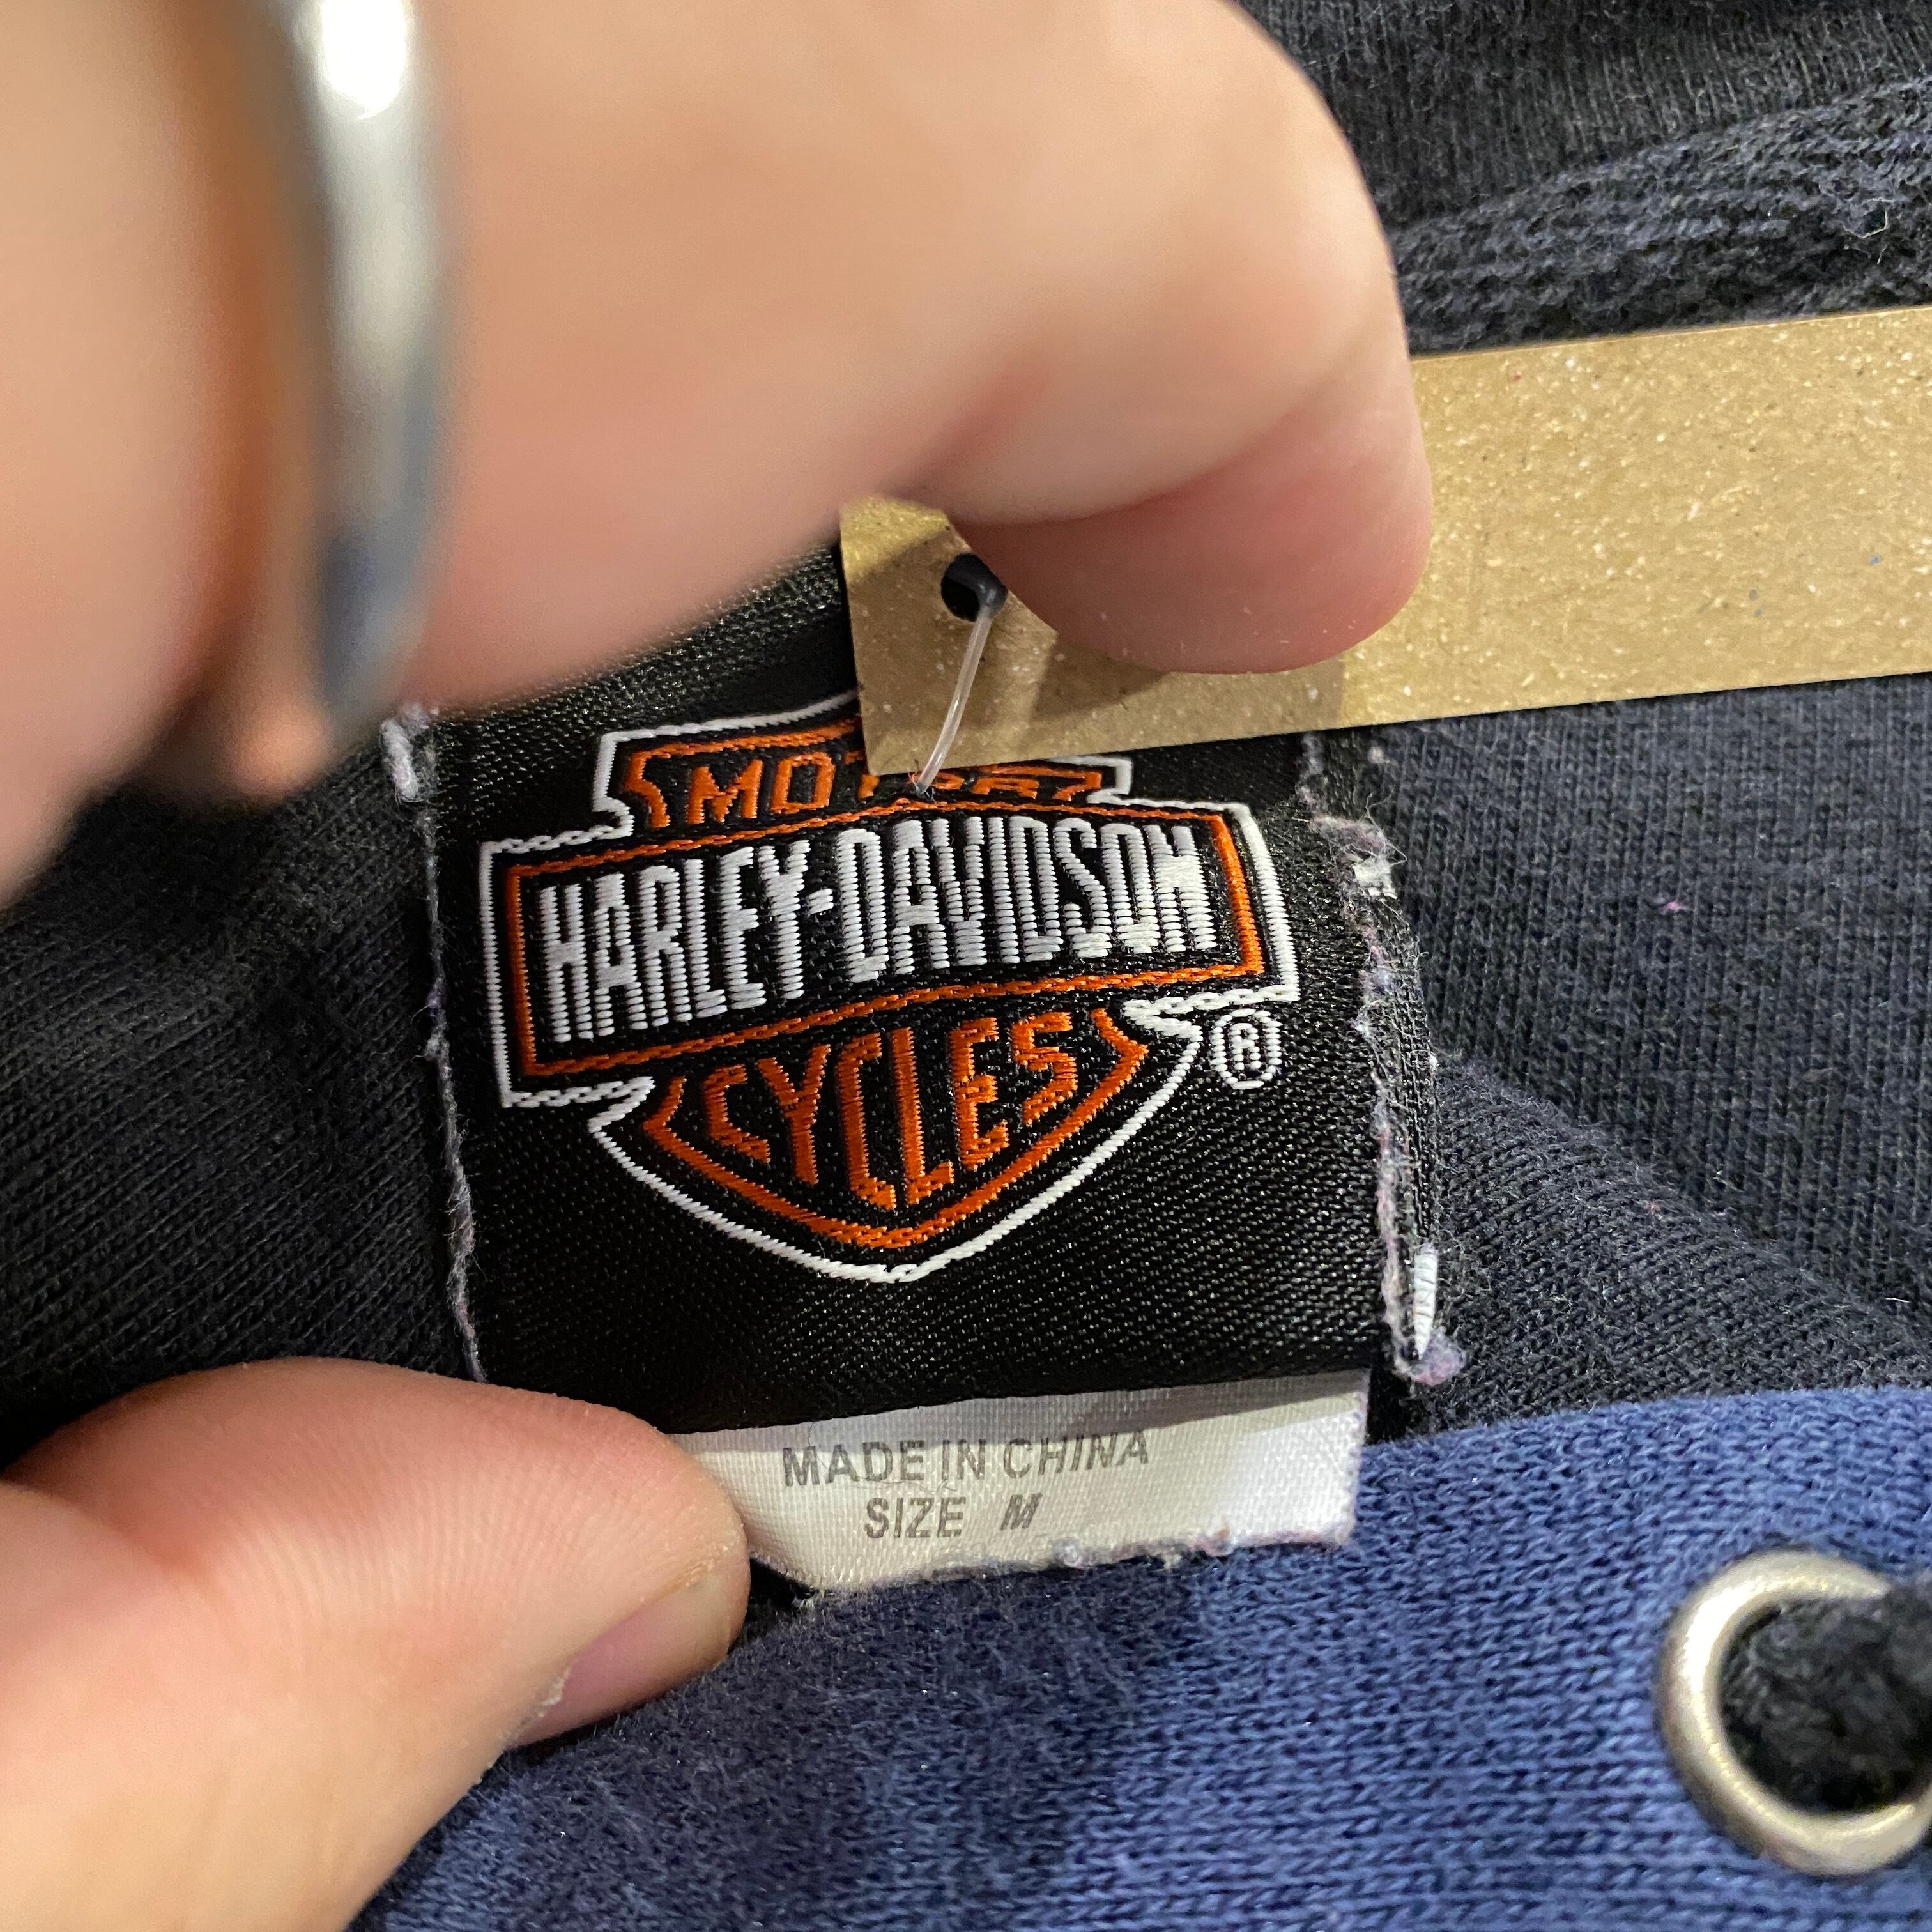 MOTOR
HARLEY-DAVIDSON
CYCLES
®
MADE IN CHINA
SIZE M